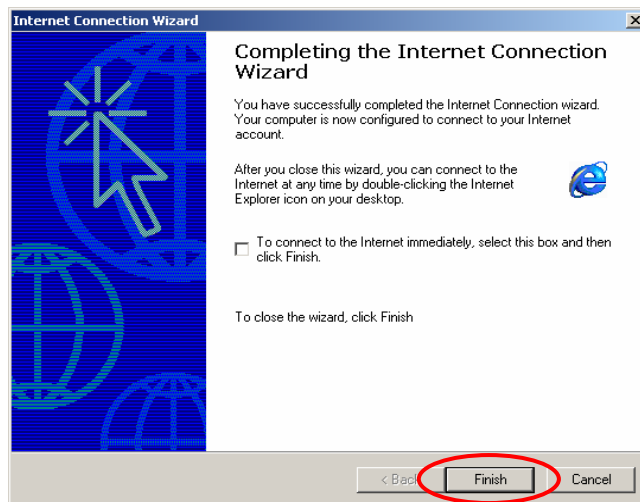 Internet Connection Wizard
Completing the Internet Connection
Wizard
You have successfully completed the Internet Connection wizard.
Your computer is now configured to connect to your Internet
account.
After you close this wizard, you can connect to the
Internet at any time by double-clicking the Internet
Explorer icon on your desktop.
To connect to the Internet immediately, select this box and then
click Finish.
To close the wizard, click Finish
< Back Finish Cancel